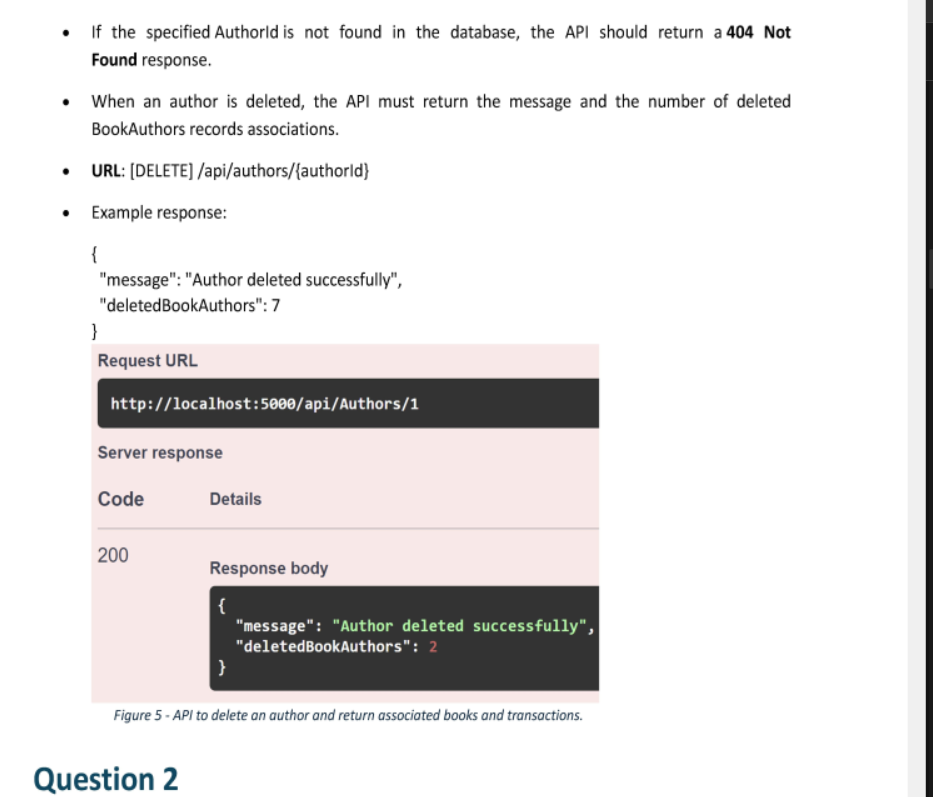 • If the specified AuthorId is not found in the database, the API should return a 404 Not
Found response.
• When an author is deleted, the API must return the message and the number of deleted
BookAuthors records associations.
• URL: [DELETE] /api/authors/{authorId}
• Example response:
{
"message": "Author deleted successfully",
"deletedBookAuthors": 7
}
Request URL
http://localhost:5000/api/Authors/1
Server response
Code Details
200
Response body
{
"message": "Author deleted successfully",
"deletedBookAuthors": 2
}
Figure 5 - API to delete an author and return associated books and transactions.
Question 2